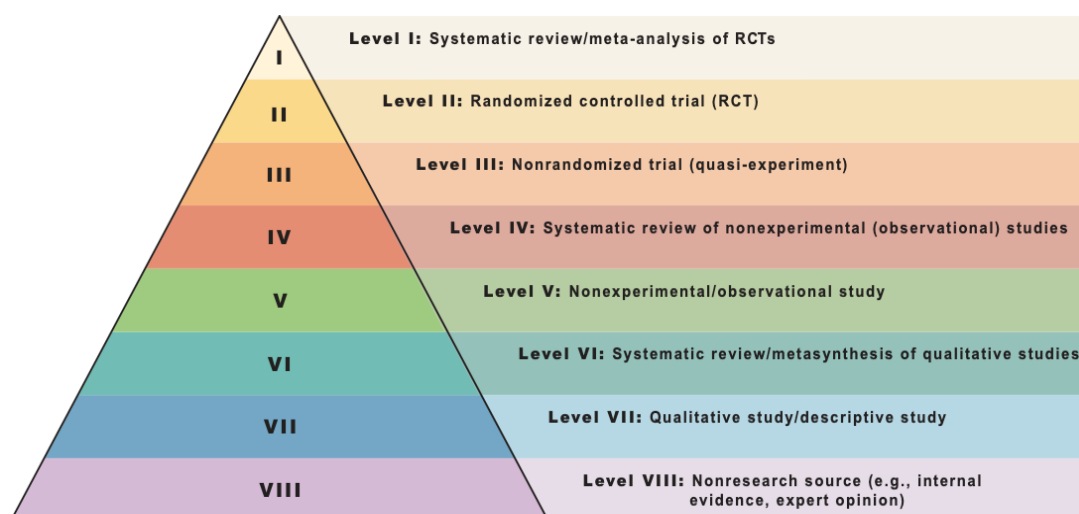 I
Level I: Systematic review/meta-analysis of RCTs
II
Level II: Randomized controlled trial (RCT)
III
Level III: Nonrandomized trial (quasi-experiment)
IV
Level IV: Systematic review of nonexperimental (observational) studies
V
Level V: Nonexperimental/observational study
VI
Level VI: Systematic review/metasynthesis of qualitative studies
VII
Level VII: Qualitative study/descriptive study
VIII
Level VIII: Nonresearch source (e.g., internal
evidence, expert opinion)